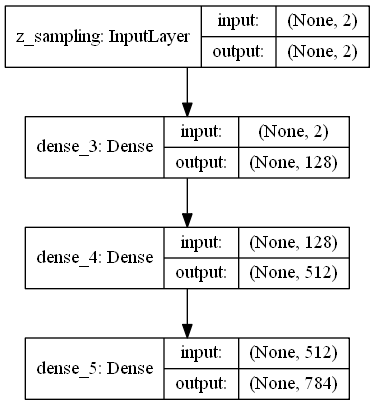 z_sampling: InputLayer
input: (None, 2)
output: (None, 2)
dense_3: Dense
input: (None, 2)
output: (None, 128)
dense_4: Dense
input: (None, 128)
output: (None, 512)
dense_5: Dense
input: (None, 512)
output: (None, 784)